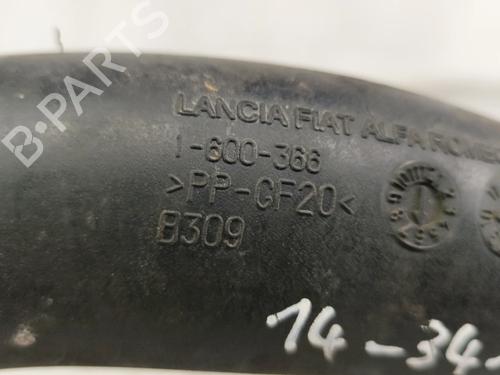 LANCIA FIAT ALFA ROMEO
1-600-366
>PP-GF20<
B309
14-34-
B-Parts